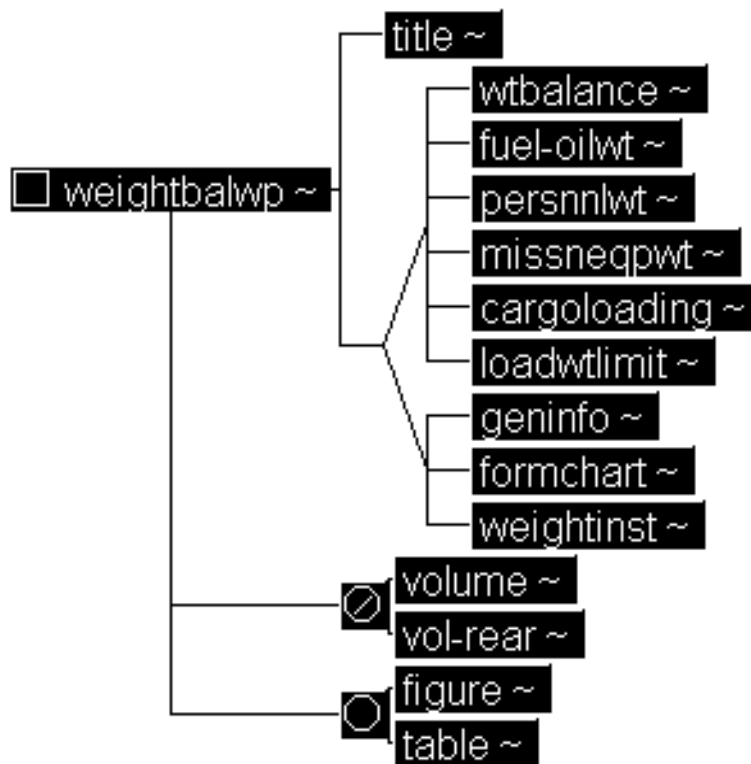 title ~
wtbalance ~
fuel-oilwt ~
weightbalwp ~
persnnlwt ~
missneqpwt ~
cargoloading ~
loadwtlimit ~
geninfo ~
formchart ~
weightinst ~
volume ~
vol-rear ~
figure ~
table ~